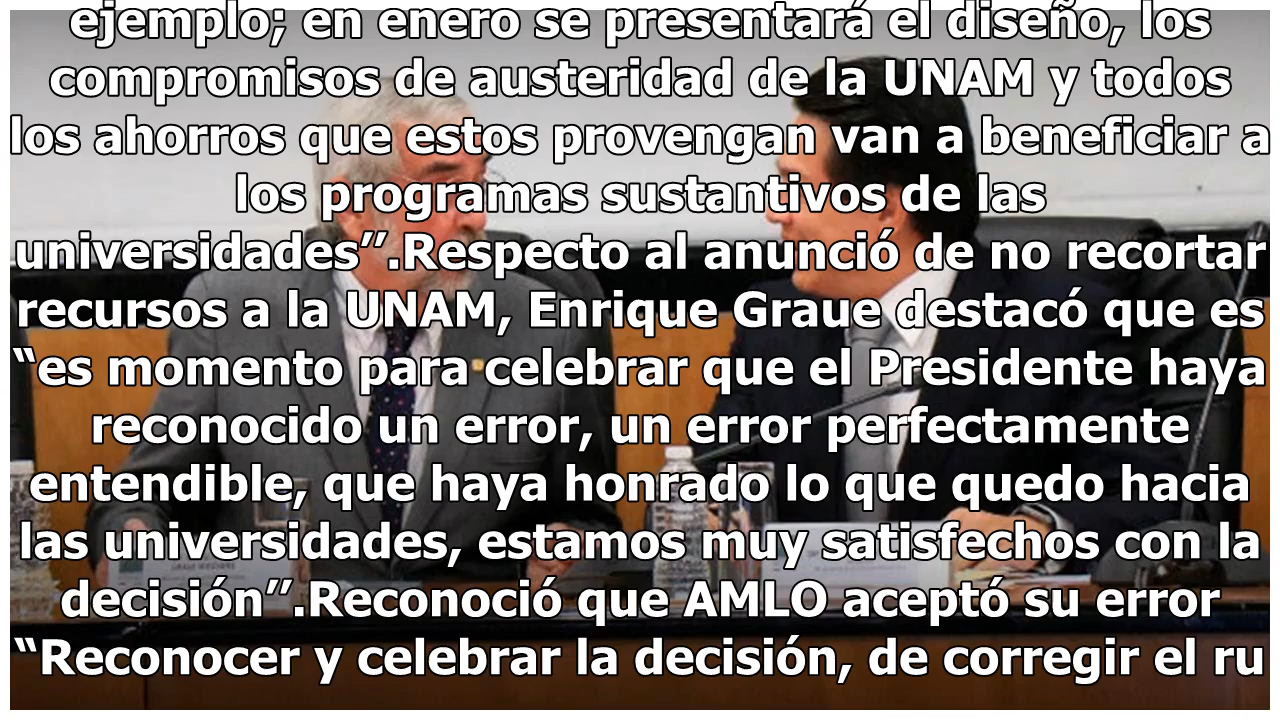 ejemplo; en enero se presentará el diseño, los
compromisos de austeridad de la UNAM y todos
los ahorros que estos provengan van a beneficiar a
los programas sustantivos de las
universidades”.Respecto al anunció de no recortar
recursos a la UNAM, Enrique Graue destacó que es
“es momento para celebrar que el Presidente haya
reconocido un error, un error perfectamente
entendible, que haya honrado lo que quedo hacia
las universidades, estamos muy satisfechos con la
decisión”.Reconoció que AMLO aceptó su error
“Reconocer y celebrar la decisión, de corregir el ru